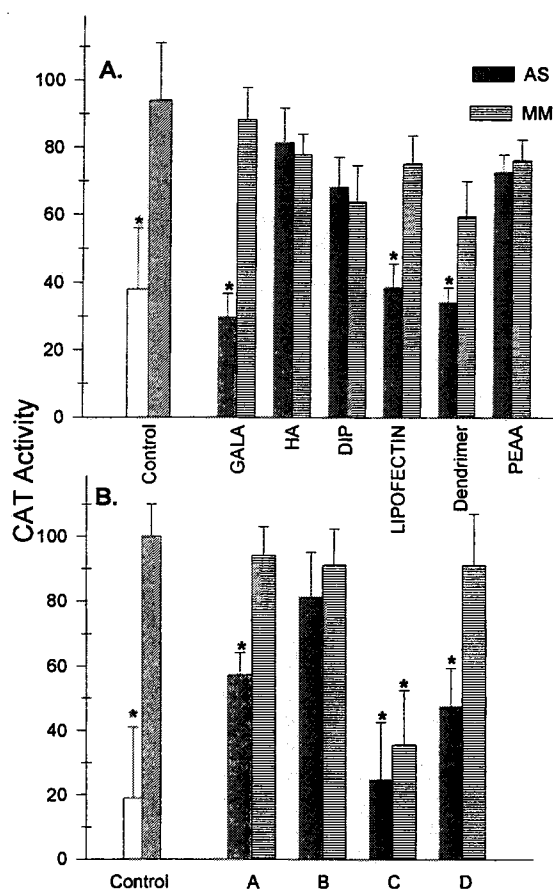 A.
AS
MM
100
80
60
40
20
0
*
*
*
*
Control
GALA
HA
DIP
LIPOFECTIN
Dendrimer
PEAA
CAT Activity
B.
100
80
60
40
20
0
*
*
*
*
*
Control
A
B
C
D